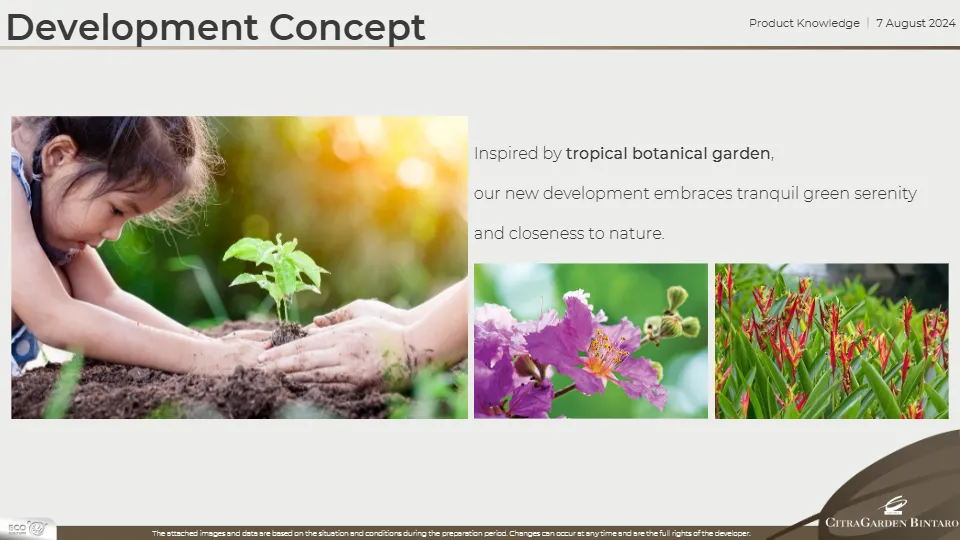 Development Concept
Product Knowledge | 7 August 2024
Inspired by tropical botanical garden,
our new development embraces tranquil green serenity
and closeness to nature.
CITRAGARDEN BINTARO
ECO
The attached images and data are based on the situation and conditions during the preparation period. Changes can occur at any time and are the full rights of the developer.